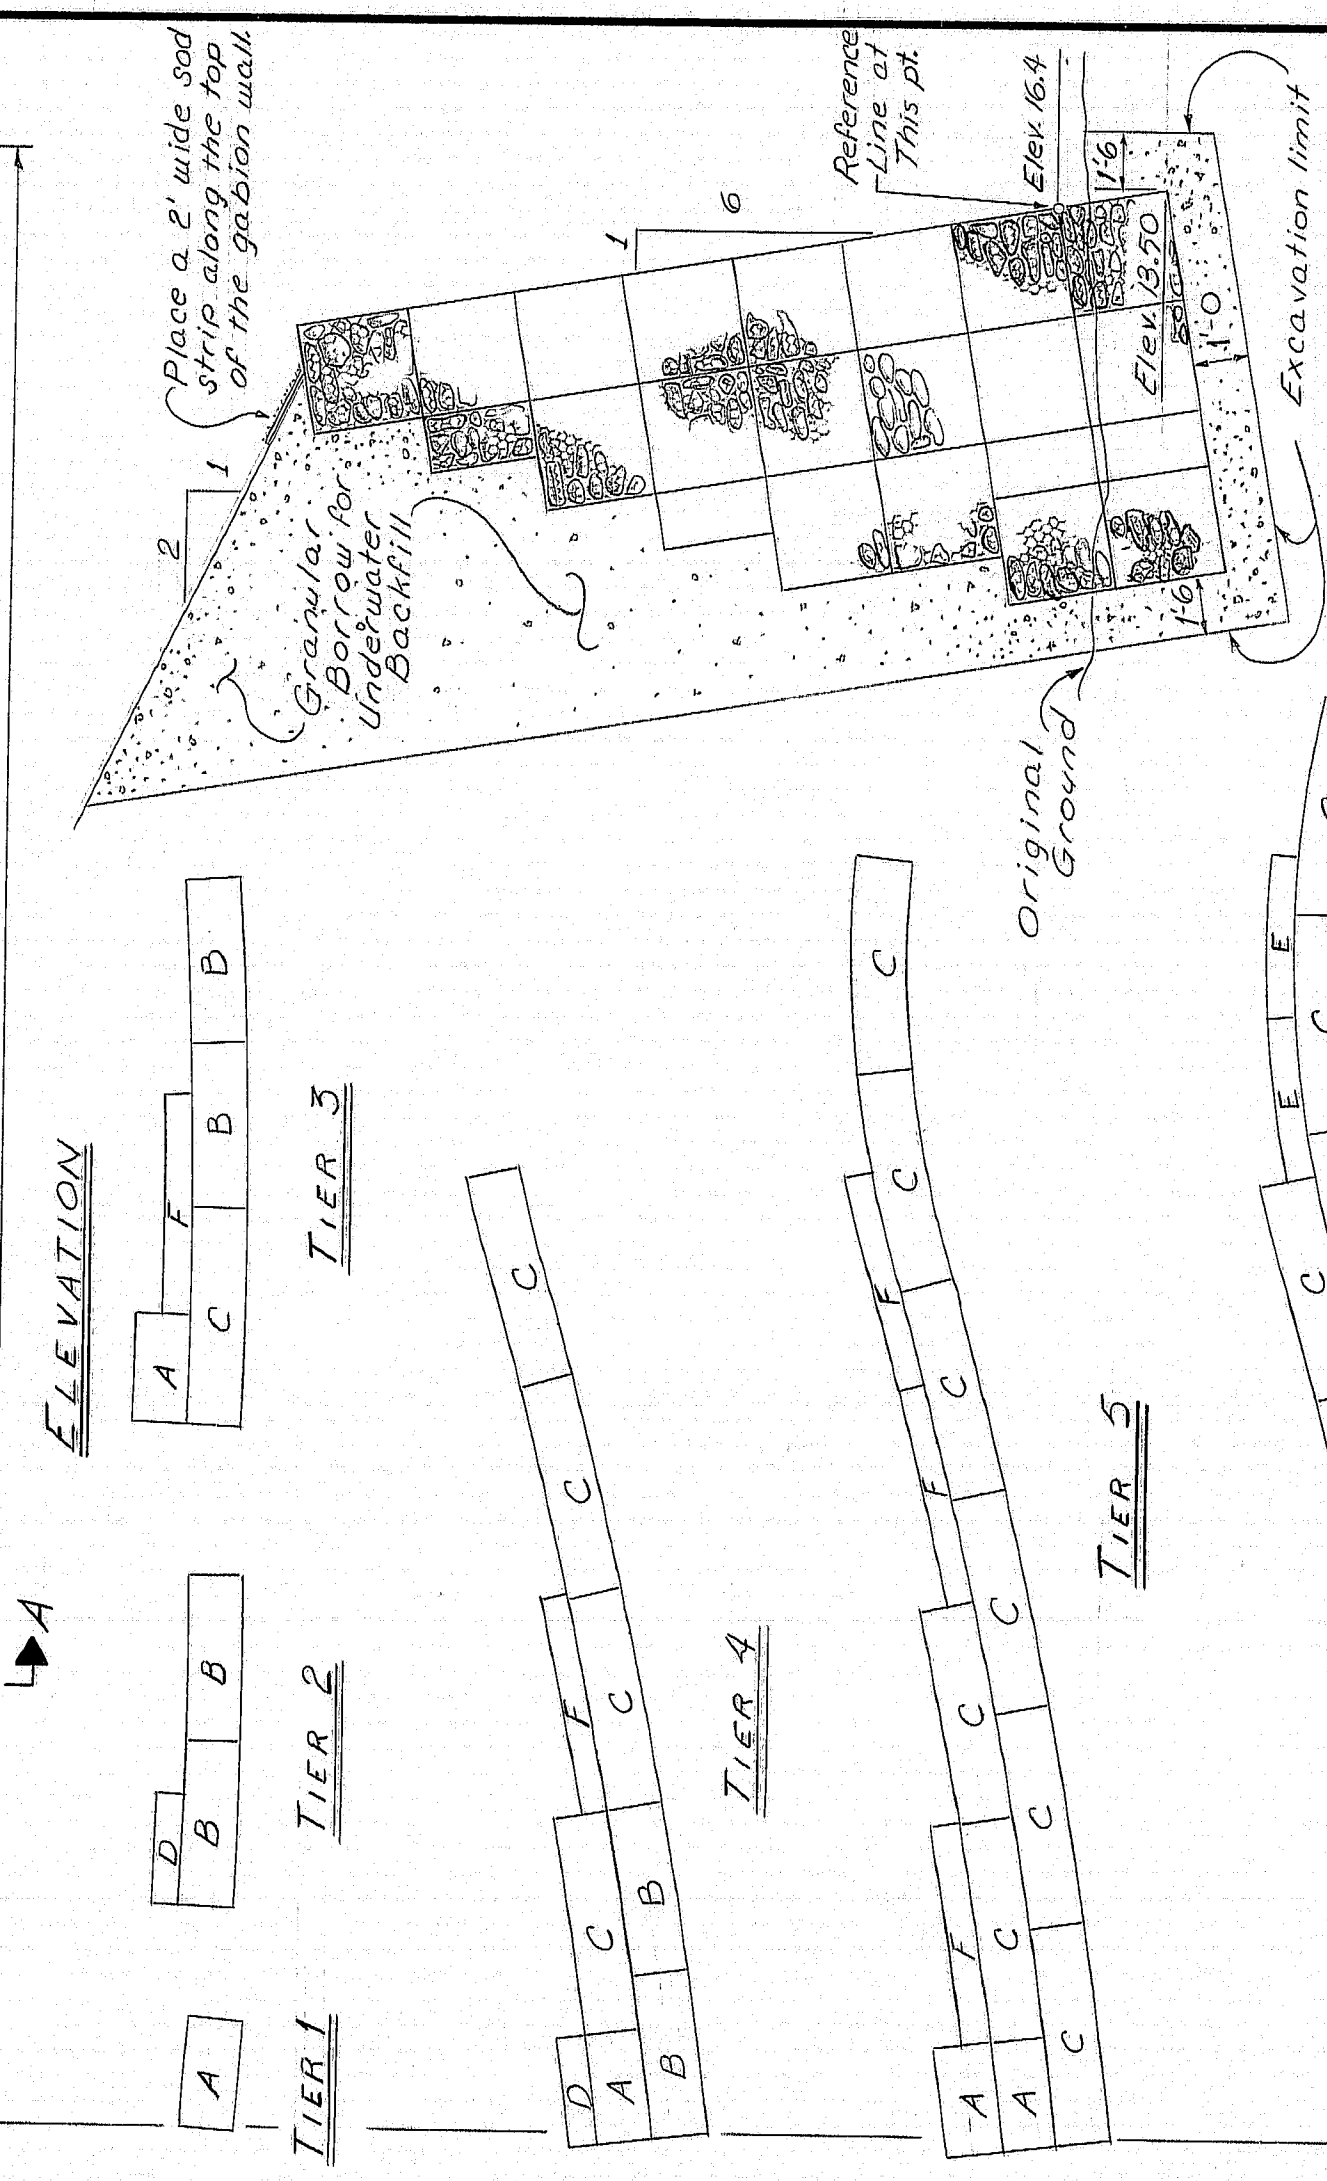 Place a 2' wide sod
strip along the top
of the gabion wall.
2
1
Granular
Borrow for
Underwater
Backfill
1
6
Reference
Line at
This pt.
Elev. 16.4
1'-6
Elev. 13.50
1'-0
1'-6
Excavation limit
Original
Ground
A
ELEVATION
A
TIER 1
D
B
B
TIER 2
A
F
C
B
B
TIER 3
D
C
F
A
C
C
C
B
B
TIER 4
A
F
C
F
F
A
C
C
C
C
C
C
C
C
TIER 5
C
E
E
C